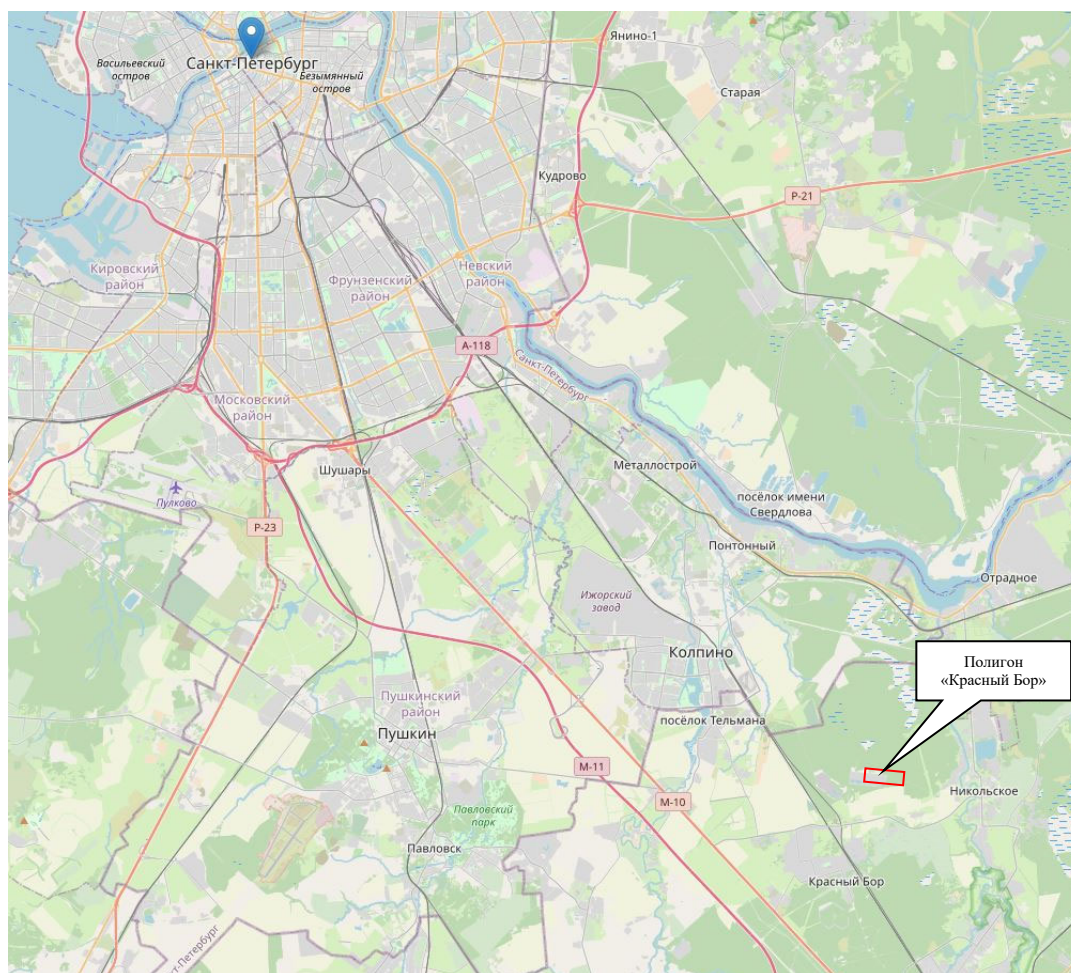 Янино-1
Санкт-Петербург
Васильевский
остров
Безымянный
остров
Старая
Кудрово
Р-21
Кировский
район
Фрунзенский
район
Невский
район
А-118
Санкт-Петербург
Московский
район
Шушары
Металлострой
посёлок имени
Свердлова
Пулково
Р-23
Понтонный
Отрадное
Ижорский
завод
Колпино
Полигон
«Красный Бор»
Пушкинский
район
посёлок Тельмана
Пушкин
М-11
М-10
Никольское
Павловский
парк
Павловск
Красный Бор
кт-Петербург